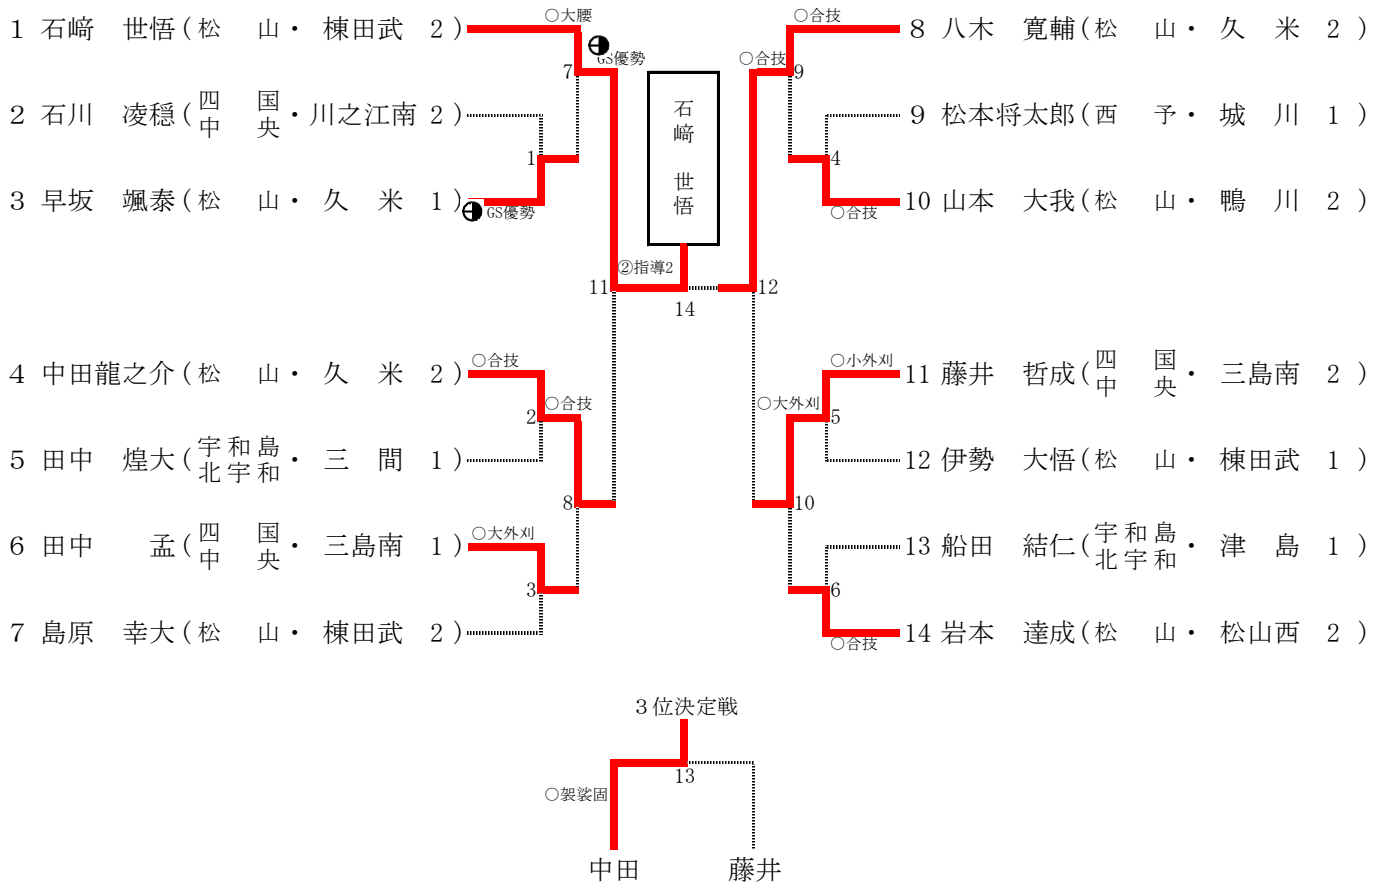 ○大腰
○合技
1 石﨑 世悟(松 山・棟田武 2)
8 八木 寛輔(松 山・久 米 2)
GS優勢
○合技
7
9
2 石川 凌穏(四国中央・川之江南 2)
石﨑 世悟
9 松本将太郎(西 予・城 川 1)
1
4
3 早坂 颯泰(松 山・久 米 1)
GS優勢
○合技
10 山本 大我(松 山・鴨 川 2)
②指導2
11
12
14
○合技
○小外刈
4 中田龍之介(松 山・久 米 2)
11 藤井 哲成(四国中央・三島南 2)
○合技
○大外刈
2
5
5 田中 煌大(宇和島北宇和・三 間 1)
12 伊勢 大悟(松 山・棟田武 1)
8
10
6 田中 孟(四国中央・三島南 1)
○大外刈
13 船田 結仁(宇和島北宇和・津 島 1)
3
6
7 島原 幸大(松 山・棟田武 2)
○合技
14 岩本 達成(松 山・松山西 2)
3位決定戦
13
○袈裟固
中田
藤井